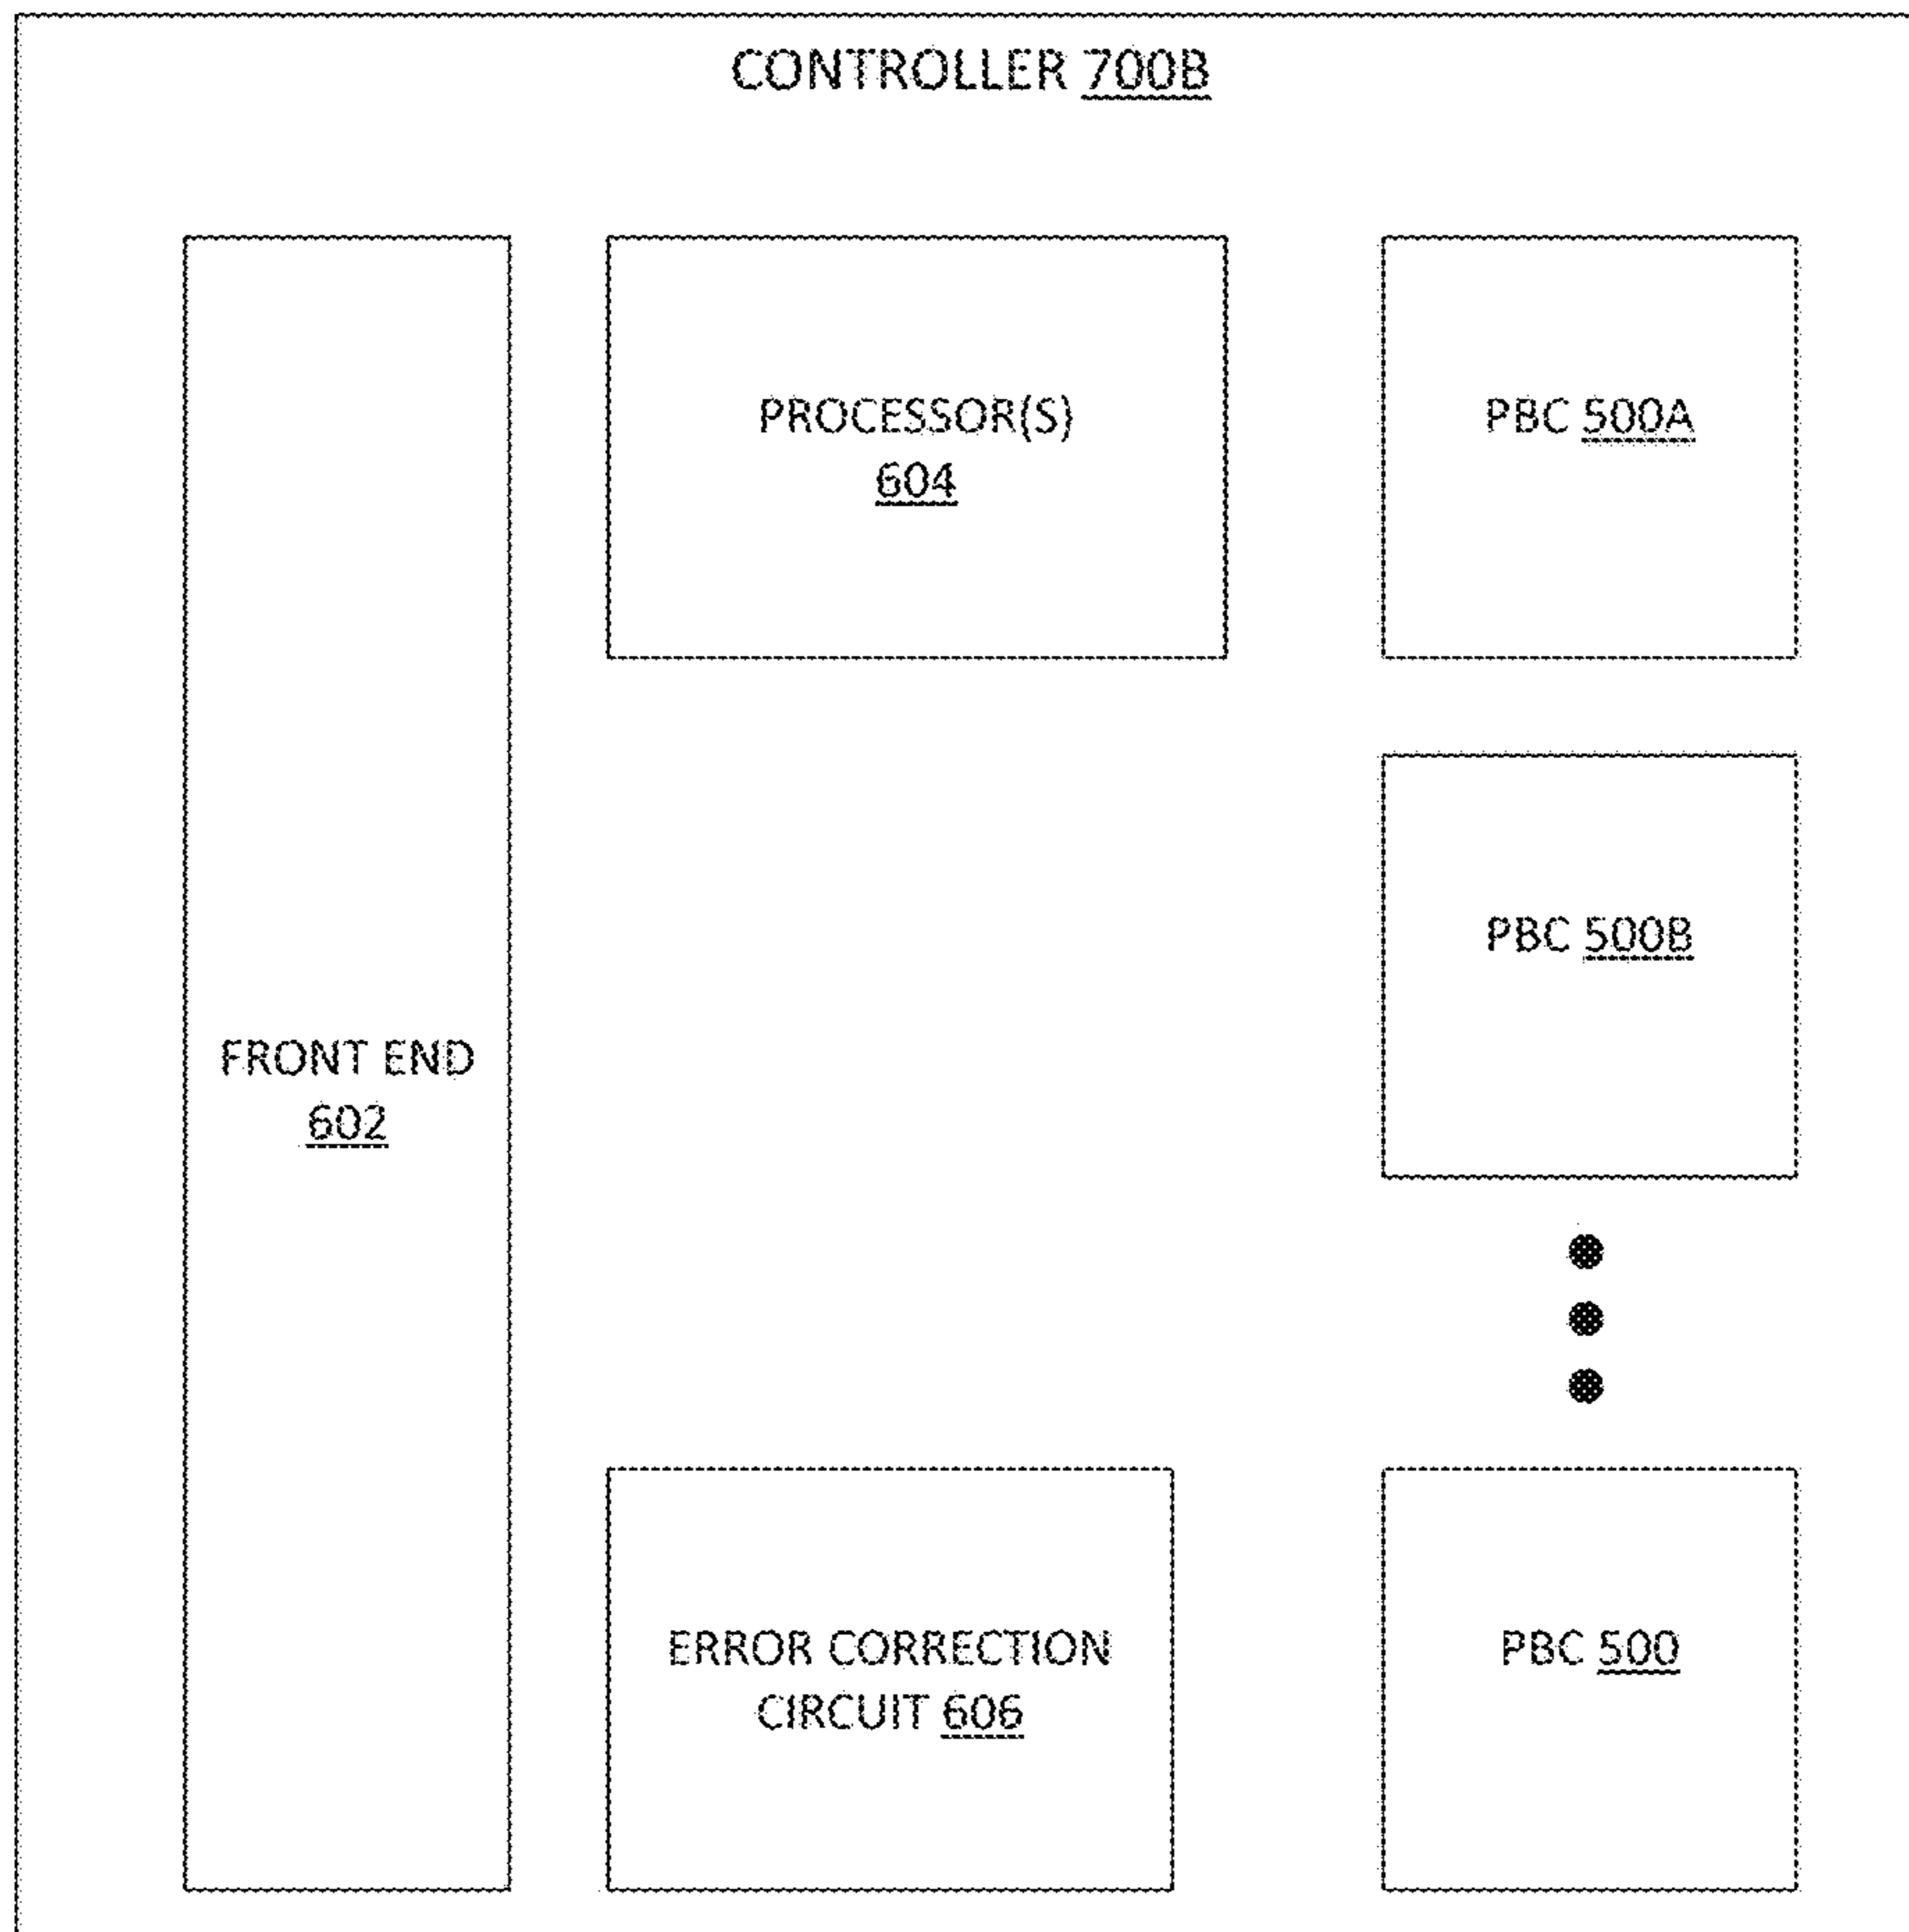 CONTROLLER 700B
PROCESSOR(S)
604
PBC 500A
PBC 500B
FRONT END
602
ERROR CORRECTION
CIRCUIT 606
PBC 500